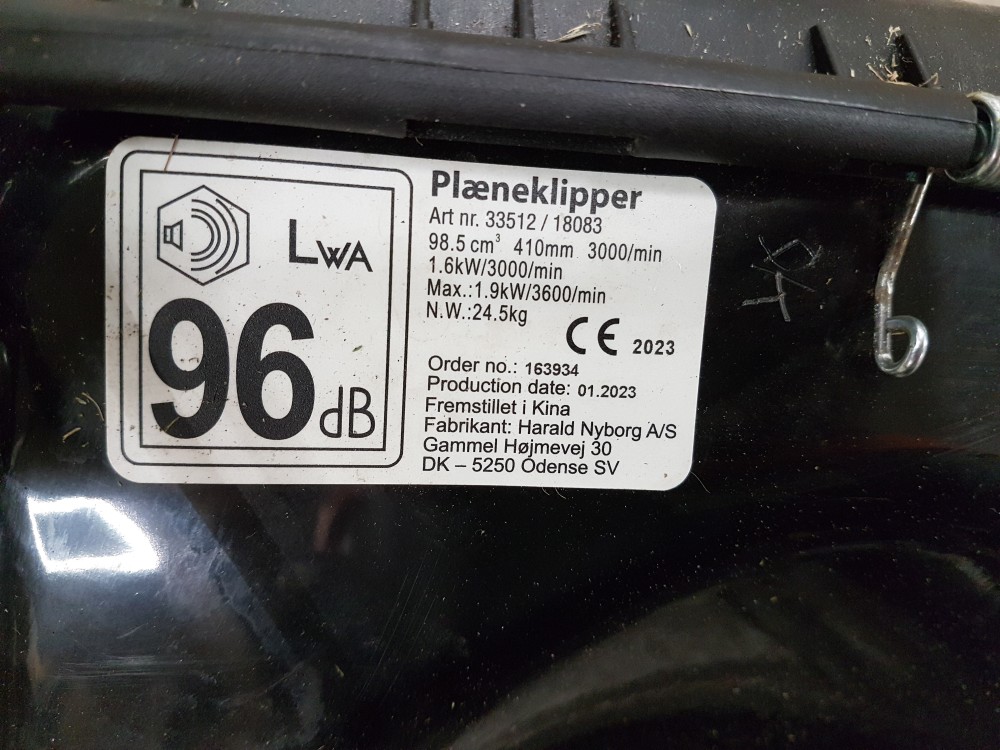 LWA
96 dB
Plæneklipper
Art nr. 33512 / 18083
98.5 cm³ 410mm 3000/min
1.6kW/3000/min
Max.:1.9kW/3600/min
N.W.:24.5kg
CE 2023
Order no.: 163934
Production date: 01.2023
Fremstillet i Kina
Fabrikant: Harald Nyborg A/S
Gammel Højmevej 30
DK – 5250 Odense SV